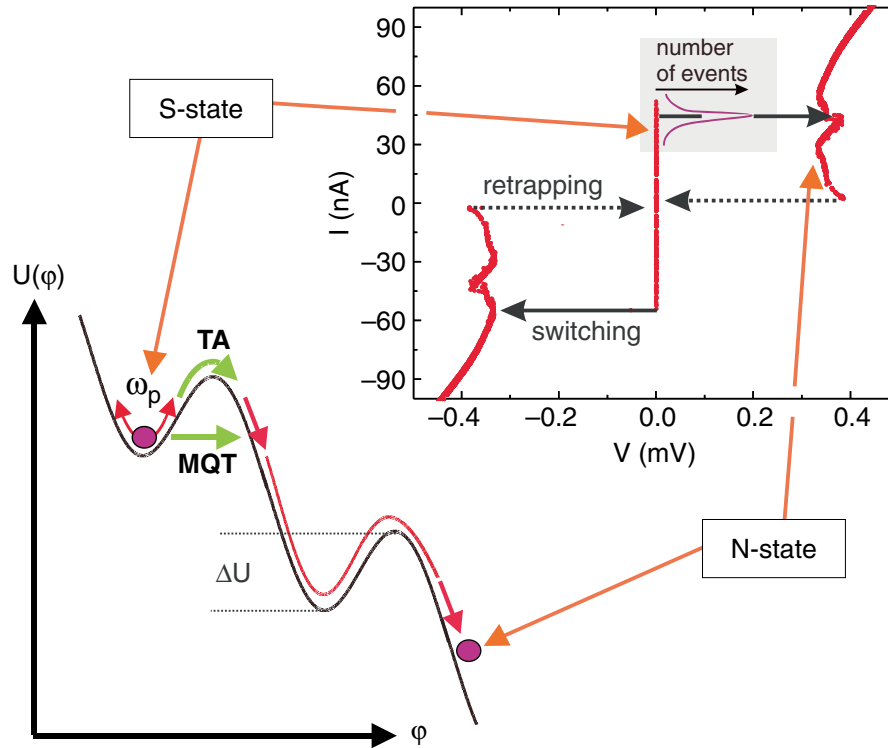 S-state
number
of events
retrapping
switching
I (nA)
90
60
30
0
−30
−60
−90
−0.4
−0.2
0.0
0.2
0.4
V (mV)
U(φ)
TA
ωp
MQT
ΔU
N-state
φ